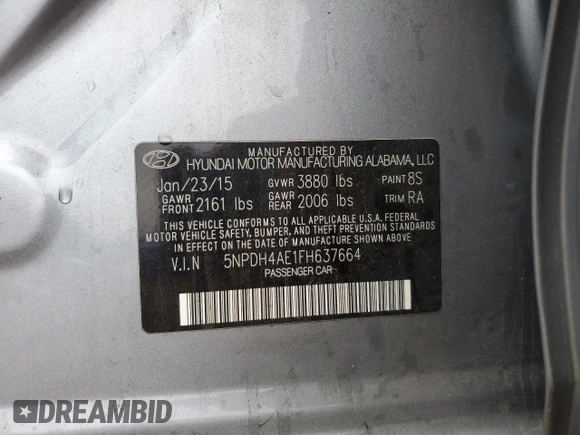 MANUFACTURED BY
HYUNDAI MOTOR MANUFACTURING ALABAMA, LLC
Jan/23/15 GVWR 3880 lbs PAINT 8S
GAWR FRONT 2161 lbs GAWR REAR 2006 lbs TRIM RA
THIS VEHICLE CONFORMS TO ALL APPLICABLE U.S.A. FEDERAL
MOTOR VEHICLE SAFETY, BUMPER, AND THEFT PREVENTION STANDARDS
IN EFFECT ON THE DATE OF MANUFACTURE SHOWN ABOVE.
V.I.N 5NPDH4AE1FH637664
PASSENGER CAR
DREAMBID